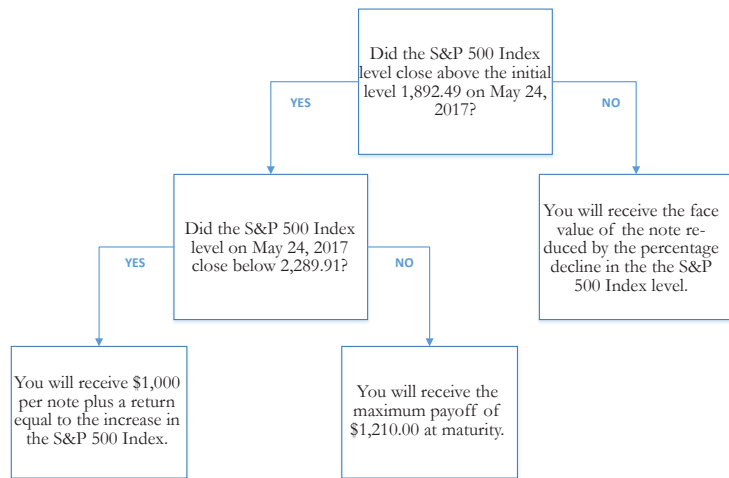 Did the S&P 500 Index
level close above the initial
level 1,892.49 on May 24,
2017?
YES
NO
Did the S&P 500 Index
level on May 24, 2017
close below 2,289.91?
You will receive the face
value of the note re-
duced by the percentage
decline in the the S&P
500 Index level.
YES
NO
You will receive $1,000
per note plus a return
equal to the increase in
the S&P 500 Index.
You will receive the
maximum payoff of
$1,210.00 at maturity.